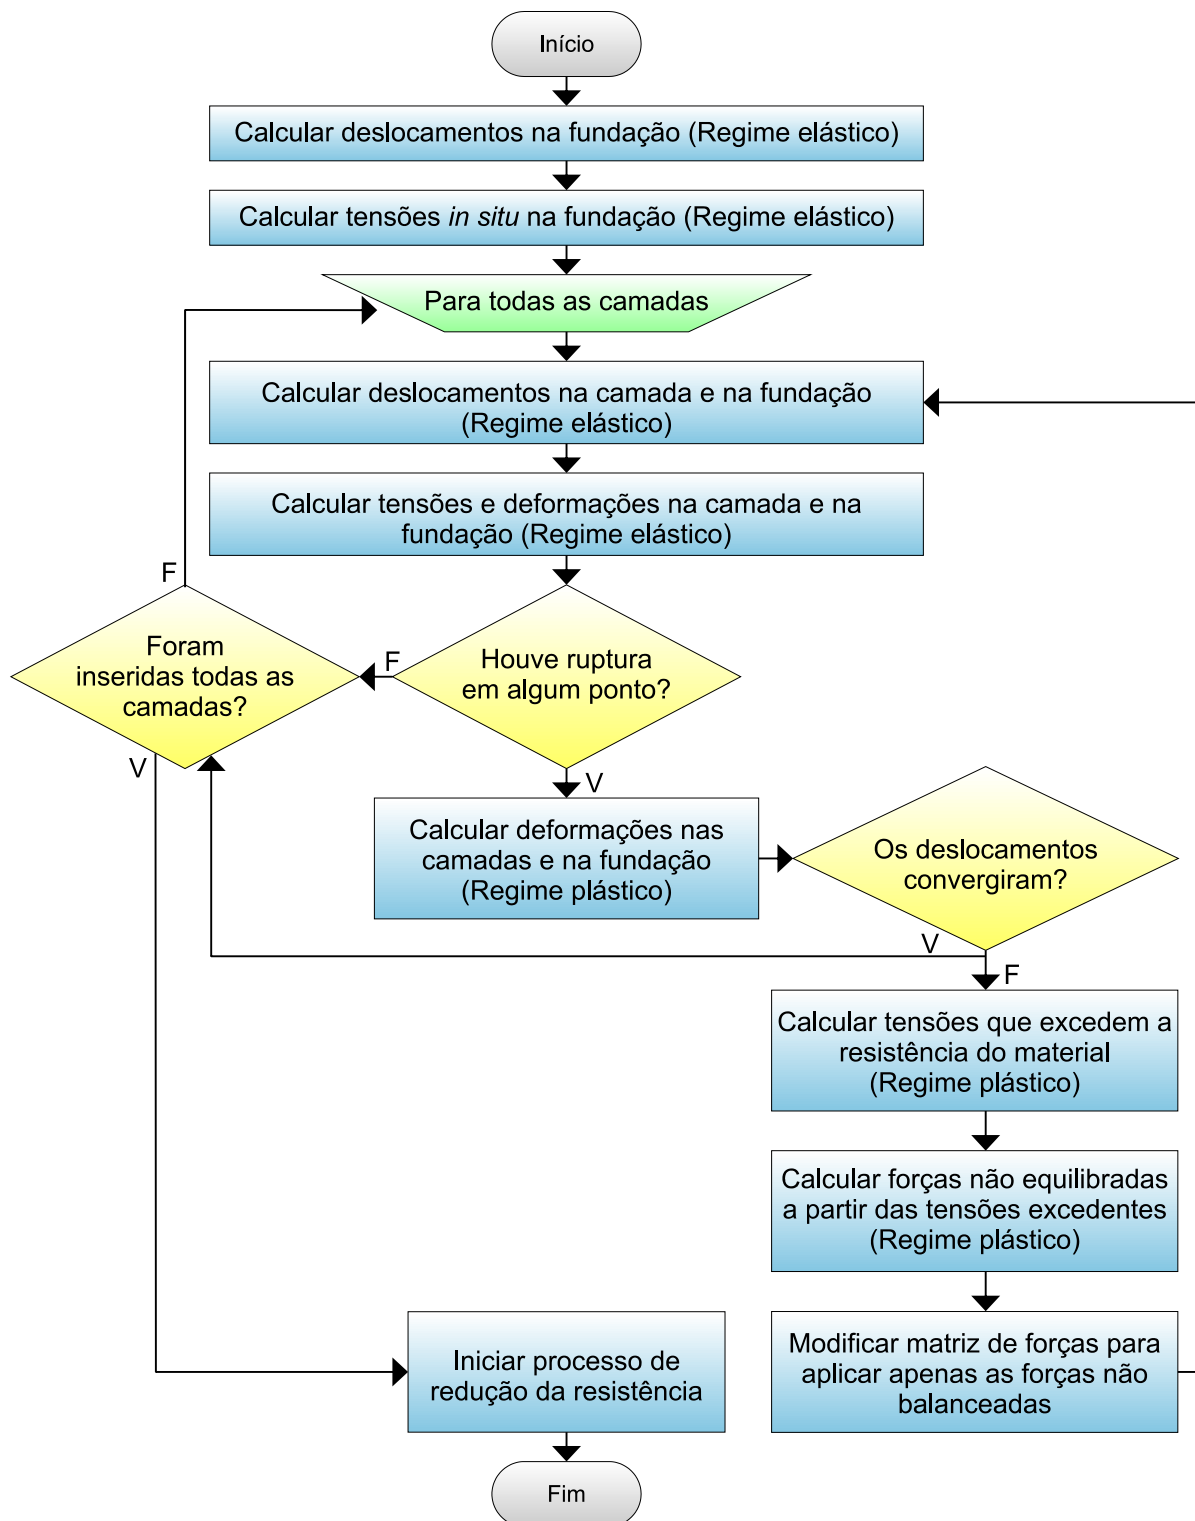 Início
Calcular deslocamentos na fundação (Regime elástico)
Calcular tensões in situ na fundação (Regime elástico)
Para todas as camadas
Calcular deslocamentos na camada e na fundação
(Regime elástico)
Calcular tensões e deformações na camada e na
fundação (Regime elástico)
F
Foram
inseridas todas as
camadas?
F
Houve ruptura
em algum ponto?
V
V
Calcular deformações nas
camadas e na fundação
(Regime plástico)
Os deslocamentos
convergiram?
V
F
Calcular tensões que excedem a
resistência do material
(Regime plástico)
Calcular forças não equilibradas
a partir das tensões excedentes
(Regime plástico)
Modificar matriz de forças para
aplicar apenas as forças não
balanceadas
Iniciar processo de
redução da resistência
Fim